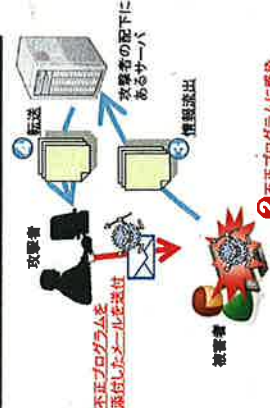 攻撃者
不正プログラムを
添付したメールを送付
転送
攻撃者の配下に
あるサーバ
情報流出
被害者
❷不正プログラムに感染